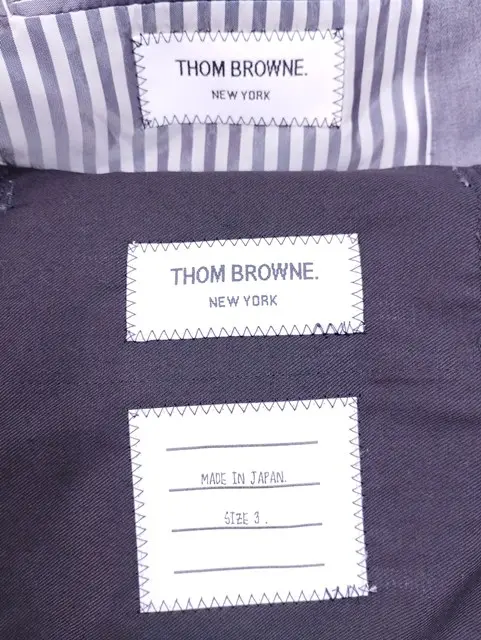 THOM BROWNE.
NEW YORK
THOM BROWNE.
NEW YORK
MADE IN JAPAN.
SIZE 3 .